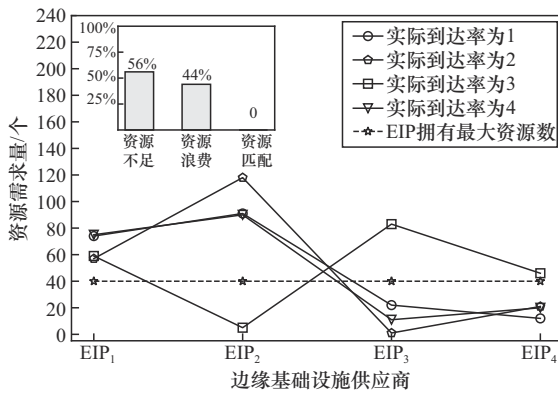 240
220
200
180
160
140
120
100
80
60
40
20
0
资源需求量/个
100%
75%
50%
25%
56%
44%
0
资源不足
资源浪费
资源匹配
实际到达率为1
实际到达率为2
实际到达率为3
实际到达率为4
EIP拥有最大资源数
EIP₁
EIP₂
EIP₃
EIP₄
边缘基础设施供应商